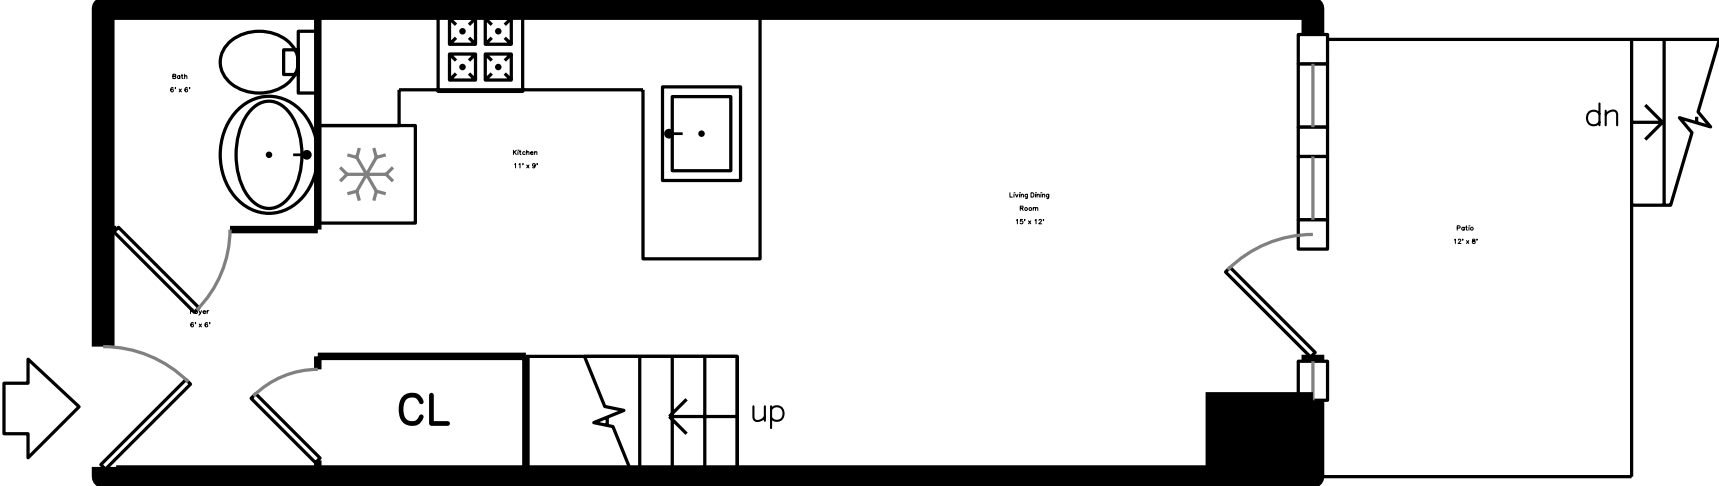 Bath
6' x 6'
Kitchen
11' x 9'
Living Dining
Room
15' x 12'
dn
Patio
12' x 8'
Foyer
6' x 6'
CL
up